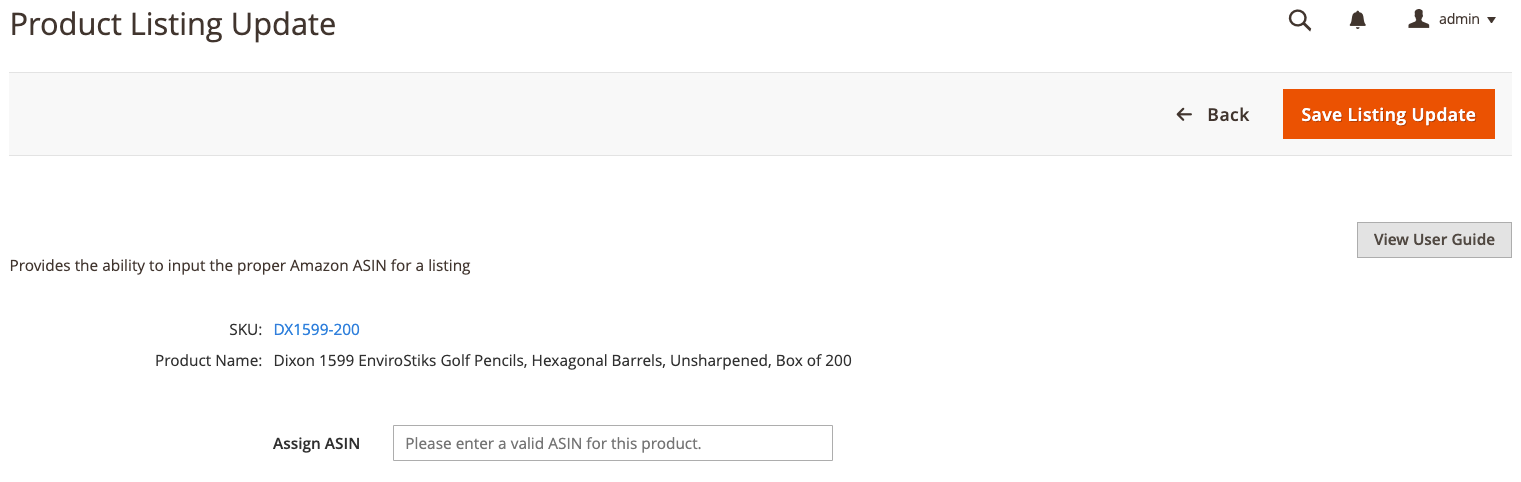 Product Listing Update
admin
Back
Save Listing Update
View User Guide
Provides the ability to input the proper Amazon ASIN for a listing
SKU: DX1599-200
Product Name: Dixon 1599 EnviroStiks Golf Pencils, Hexagonal Barrels, Unsharpened, Box of 200
Assign ASIN Please enter a valid ASIN for this product.